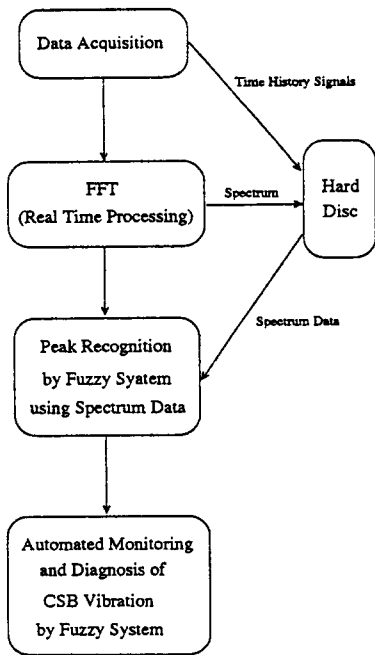 Data Acquisition
Time History Signals
FFT
(Real Time Processing)
Spectrum
Hard
Disc
Spectrum Data
Peak Recognition
by Fuzzy Syatem
using Spectrum Data
Automated Monitoring
and Diagnosis of
CSB Vibration
by Fuzzy System